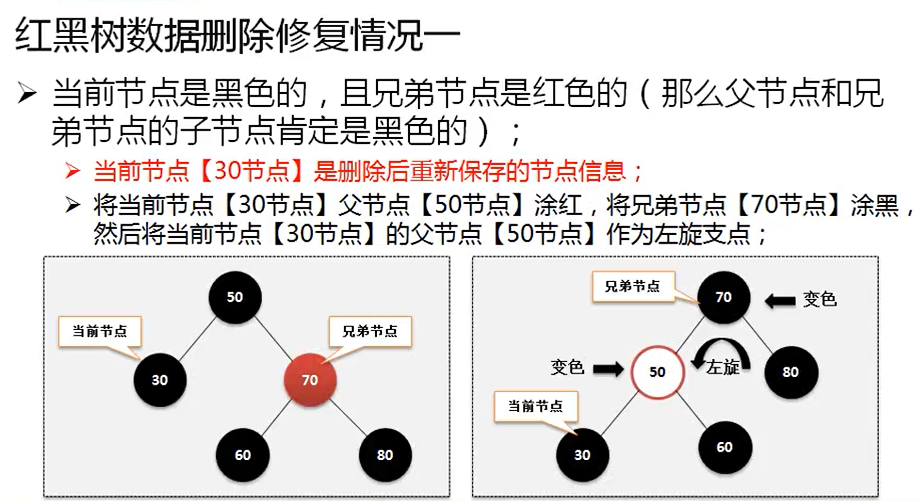 红黑树数据删除修复情况一
当前节点是黑色的，且兄弟节点是红色的（那么父节点和兄
弟节点的子节点肯定是黑色的）；
当前节点【30节点】是删除后重新保存的节点信息；
将当前节点【30节点】父节点【50节点】涂红，将兄弟节点【70节点】涂黑，
然后将当前节点【30节点】的父节点【50节点】作为左旋支点；
50
当前节点
兄弟节点
30
70
60
80
兄弟节点
70
变色
变色
50
左旋
80
当前节点
30
60